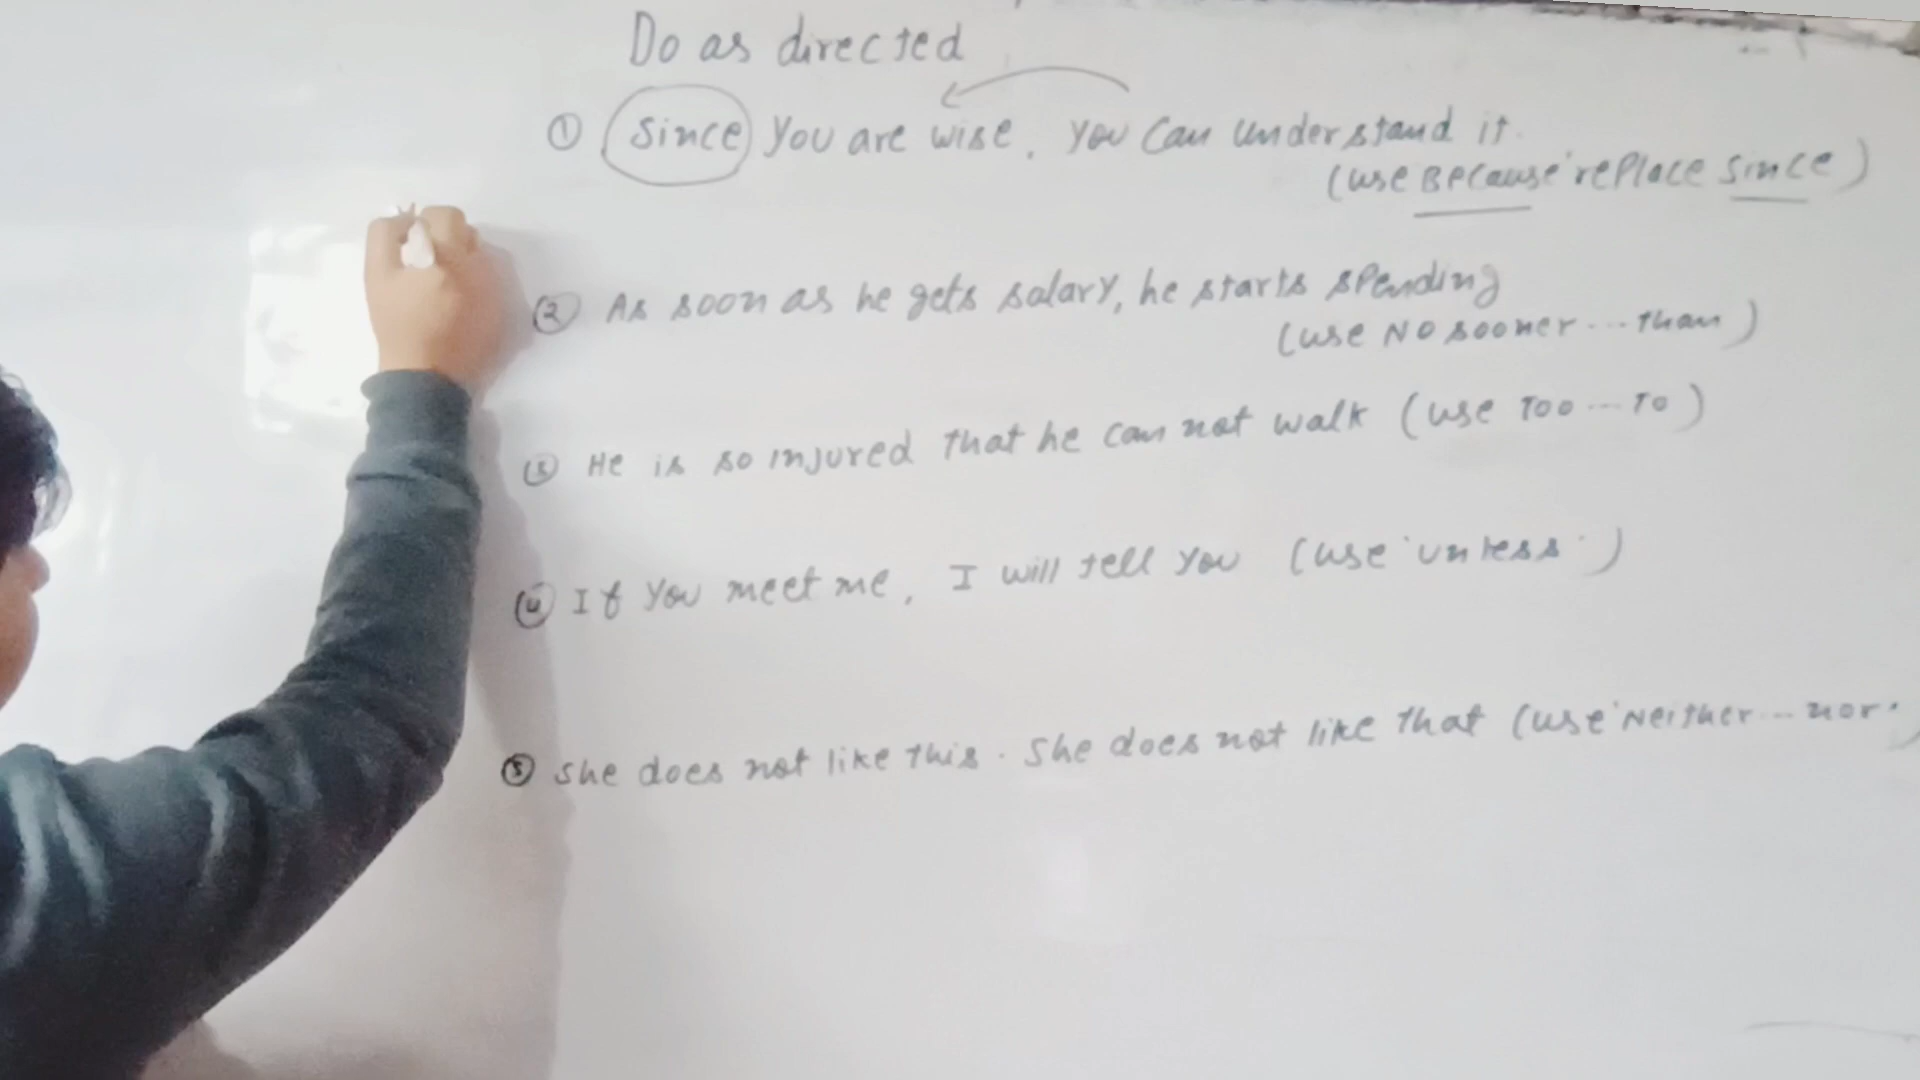 Do as directed
① Since you are wise, you can understand it.
(use 'Because' replace since)
② As soon as he gets salary, he starts spending
(use No sooner ... than)
③ He is so injured that he can not walk (use Too ... To)
④ If you meet me, I will tell you (use 'unless')
⑤ She does not like this. She does not like that (use 'Neither ... nor')